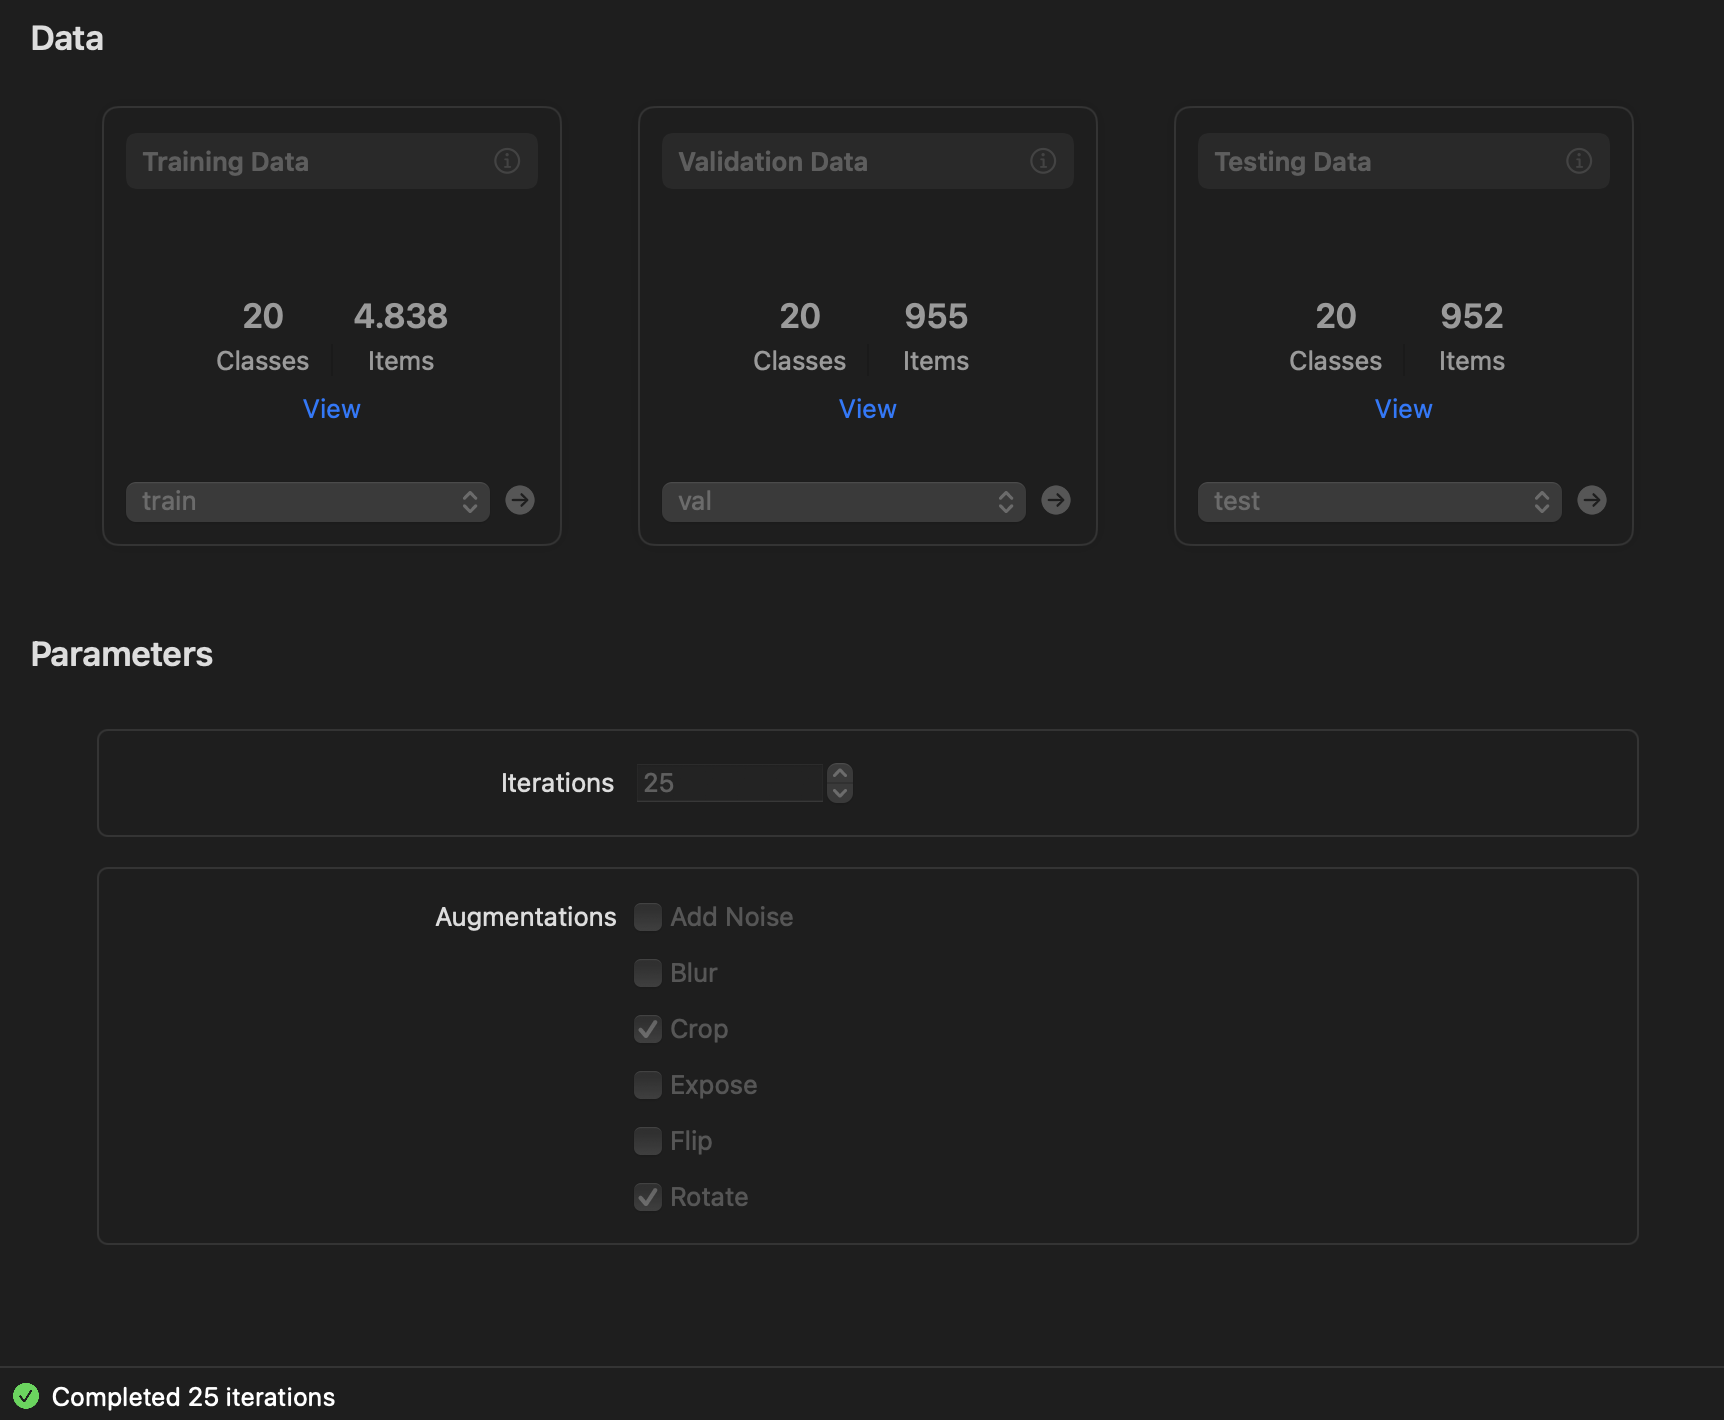 Data
Training Data
20 Classes
4.838 Items
View
train
Validation Data
20 Classes
955 Items
View
val
Testing Data
20 Classes
952 Items
View
test
Parameters
Iterations 25
Augmentations Add Noise
Blur
Crop
Expose
Flip
Rotate
Completed 25 iterations